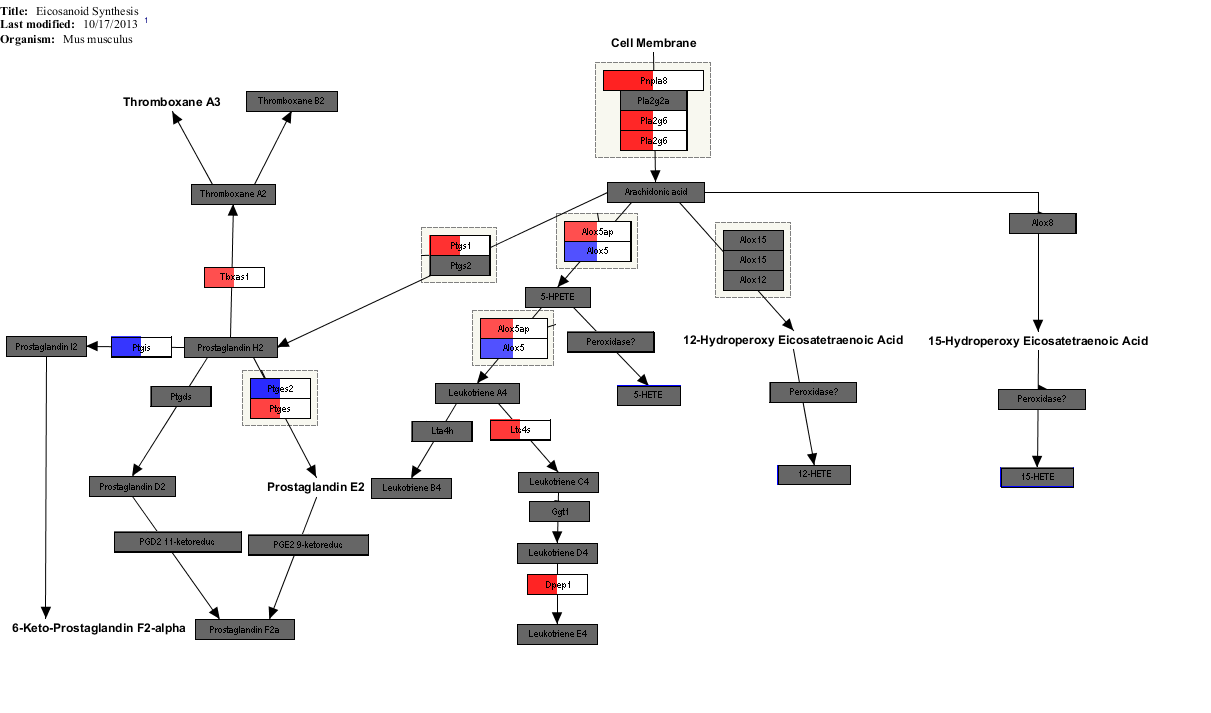 Title: Eicosanoid Synthesis
Last modified: 10/17/2013 1
Organism: Mus musculus
Cell Membrane
Pnpla8
Pla2g2a
Pla2g6
Pla2g6
Thromboxane A3
Thromboxane B2
Thromboxane A2
Arachidonic acid
Alox8
Alox5ap
Alox5
Ptgs1
Ptgs2
Alox15
Alox15
Alox12
Tbxas1
5-HPETE
Alox5ap
Alox5
Peroxidase?
12-Hydroperoxy Eicosatetraenoic Acid
15-Hydroperoxy Eicosatetraenoic Acid
Prostaglandin I2
Ptgis
Prostaglandin H2
Ptgds
Ptges2
Ptges
Leukotriene A4
5-HETE
Peroxidase?
Peroxidase?
Lta4h
Ltc4s
12-HETE
15-HETE
Prostaglandin D2
Prostaglandin E2
Leukotriene B4
Leukotriene C4
Ggt1
PGD2 11-ketoreduc
PGE2 9-ketoreduc
Leukotriene D4
Dpep1
6-Keto-Prostaglandin F2-alpha
Prostaglandin F2a
Leukotriene E4